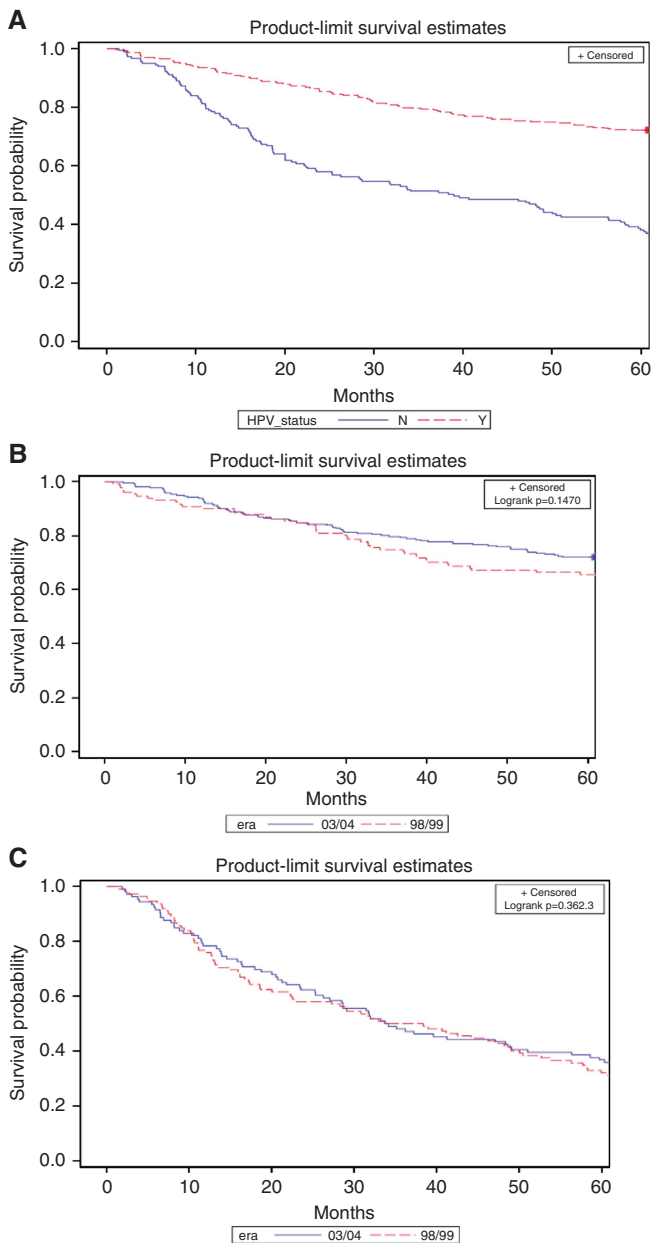 A
Product-limit survival estimates
+ Censored
1.0
0.8
0.6
0.4
0.2
0.0
Survival probability
0 10 20 30 40 50 60
Months
HPV_status N Y
B
Product-limit survival estimates
+ Censored
Logrank p=0.1470
1.0
0.8
0.6
0.4
0.2
0.0
Survival probability
0 10 20 30 40 50 60
Months
era 03/04 98/99
C
Product-limit survival estimates
+ Censored
Logrank p=0.362.3
1.0
0.8
0.6
0.4
0.2
0.0
Survival probability
0 10 20 30 40 50 60
Months
era 03/04 98/99